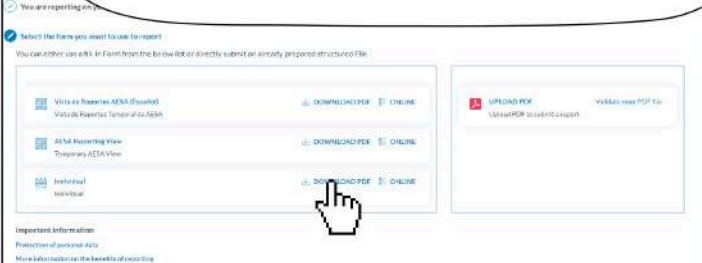 You are reporting on yo
Select the form you want to use to report
You can either use a fill in Form from the below list or directly submit an already prepared structured File
Vista de Reportes AESA (Español)
Vista de Reportes Temporal de AESA
DOWNLOAD PDF
ONLINE
AESA Reporting View
Temporary AESA View
DOWNLOAD PDF
ONLINE
Individual
Individual
DOWNLOAD PDF
ONLINE
UPLOAD PDF
Upload PDF to submit a report
Validate your PDF file
Important information
Protection of personal data
More information on the benefits of reporting